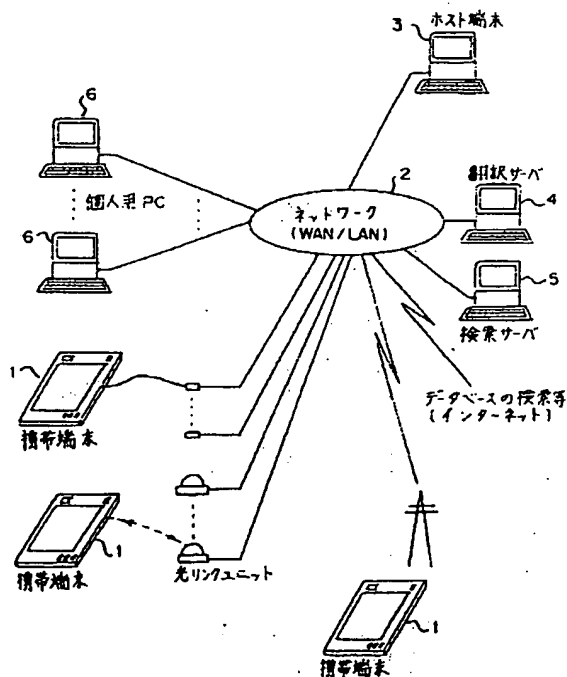 3
ホスト端末
6
個人用PC
6
2
ネットワーク
(WAN/LAN)
翻訳サーバ
4
5
検索サーバ
データベースの検索等
(インターネット)
1
携帯端末
1
携帯端末
光リンクユニット
1
携帯端末